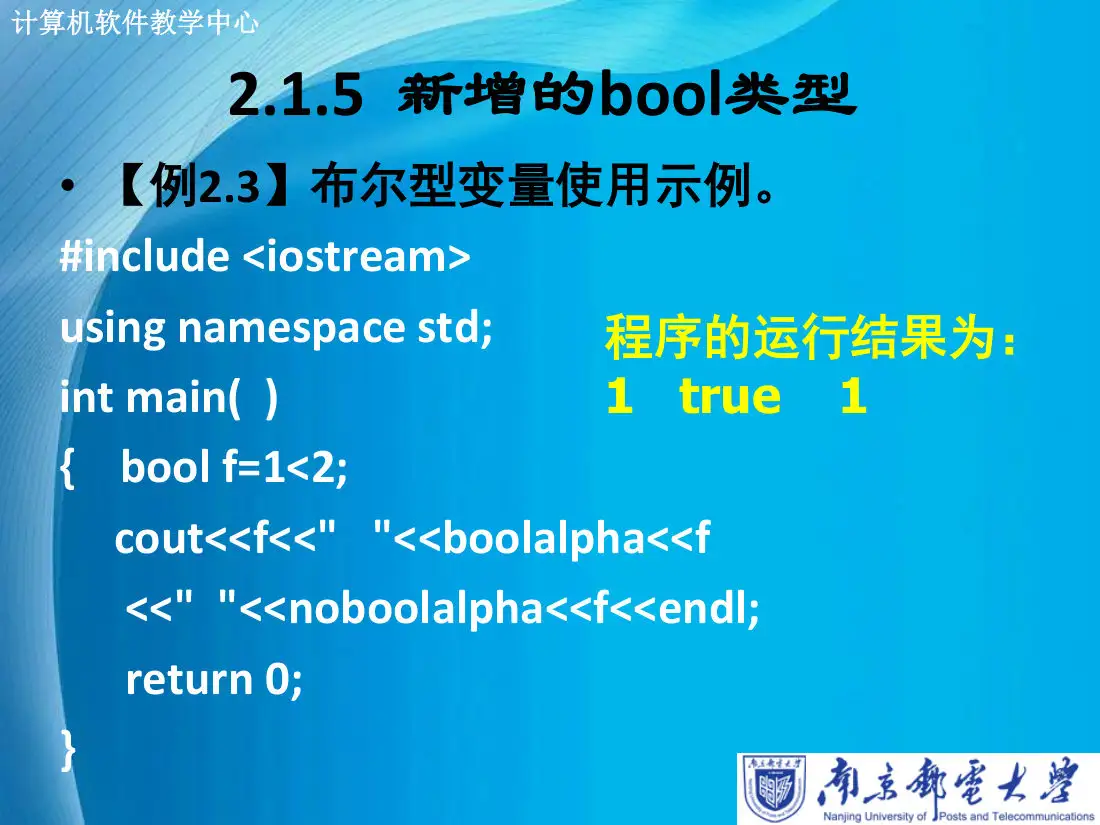 计算机软件教学中心
2.1.5 新增的bool类型
• 【例2.3】布尔型变量使用示例。
#include <iostream>
using namespace std;
int main(  )
{    bool f=1<2;
cout<<f<<"   "<<boolalpha<<f
<<"  "<<noboolalpha<<f<<endl;
return 0;
}
程序的运行结果为：
1   true    1
南京邮电大学
Nanjing University of Posts and Telecommunications